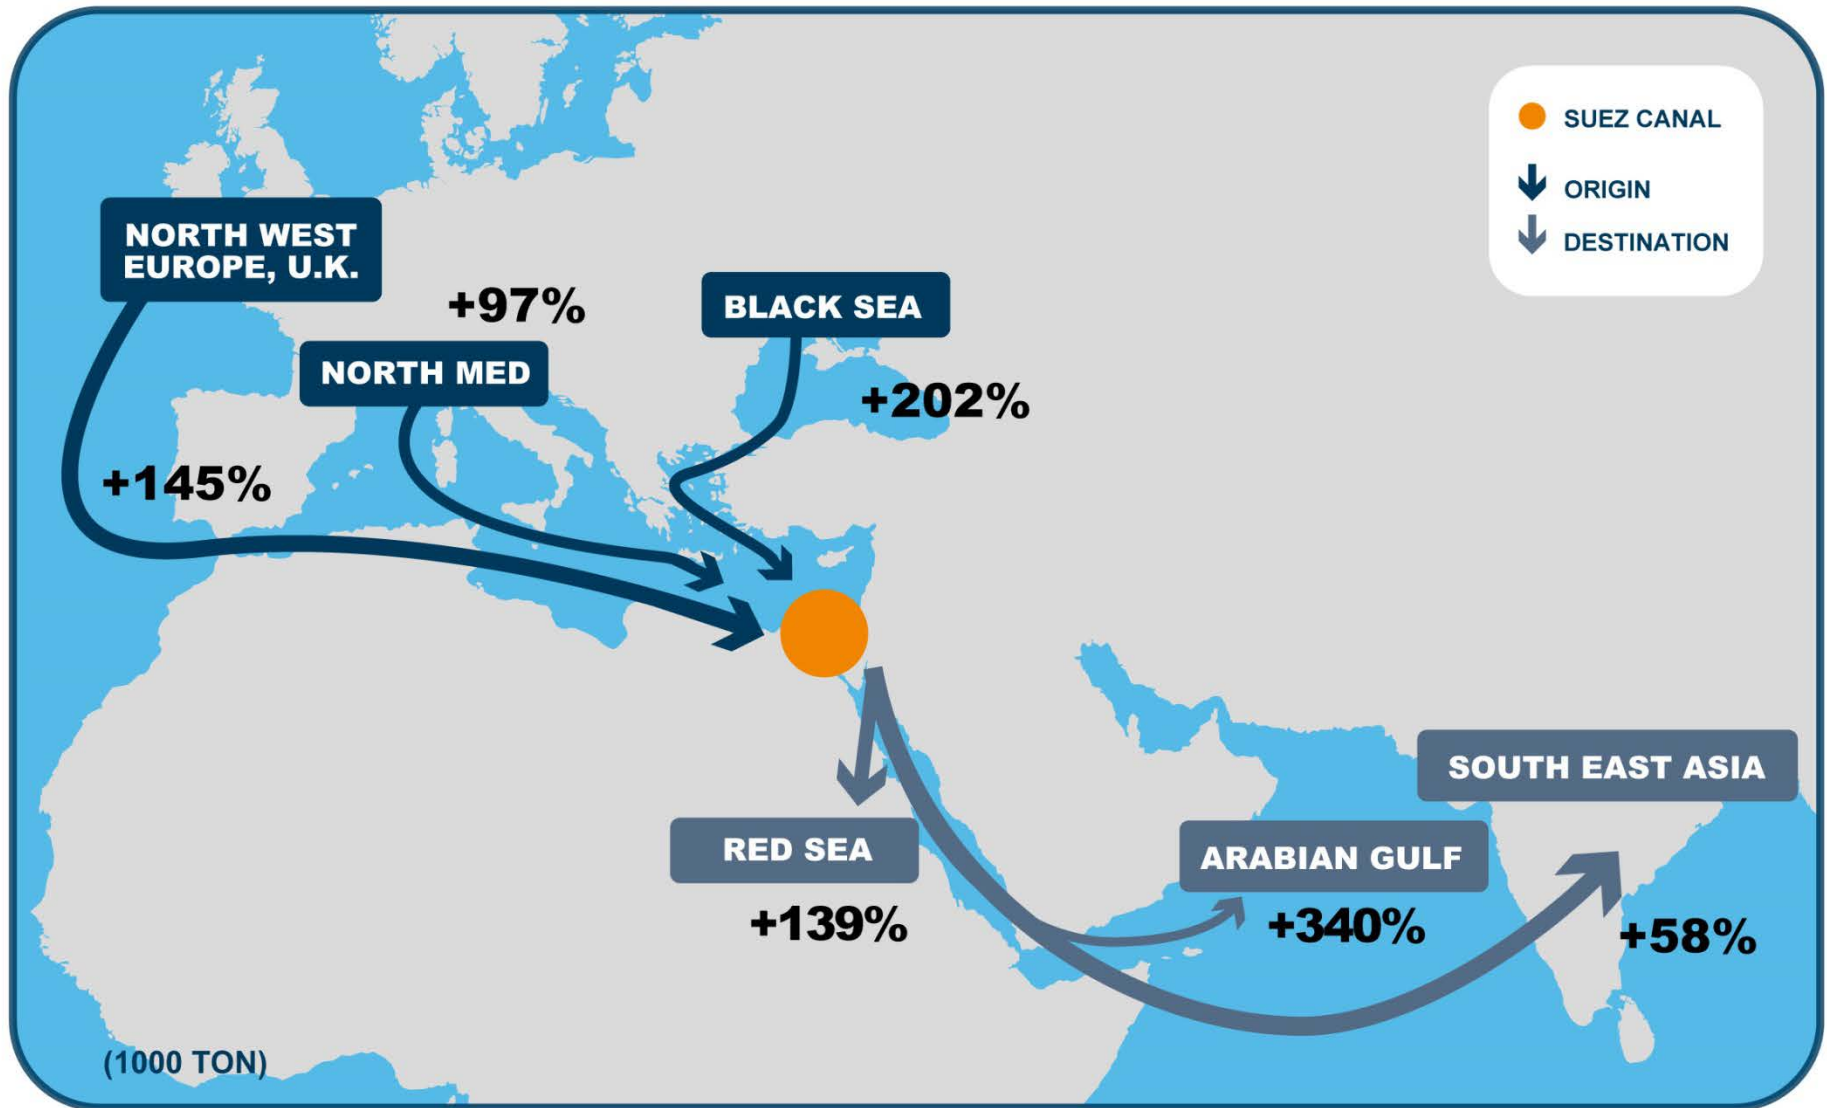 SUEZ CANAL
ORIGIN
DESTINATION
NORTH WEST
EUROPE, U.K.
+97%
BLACK SEA
NORTH MED
+202%
+145%
SOUTH EAST ASIA
RED SEA
ARABIAN GULF
+139%
+340%
+58%
(1000 TON)